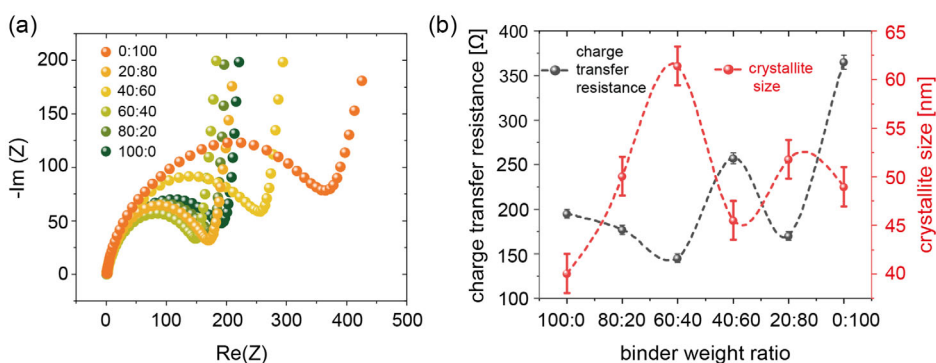 (a)
-Im (Z)
200
150
100
50
0
0:100
20:80
40:60
60:40
80:20
100:0
0 100 200 300 400 500
Re(Z)
(b)
charge transfer resistance [Ω]
400
350
300
250
200
150
100
charge
transfer
resistance
crystallite
size
65
60
55
50
45
40
crystallite size [nm]
100:0 80:20 60:40 40:60 20:80 0:100
binder weight ratio